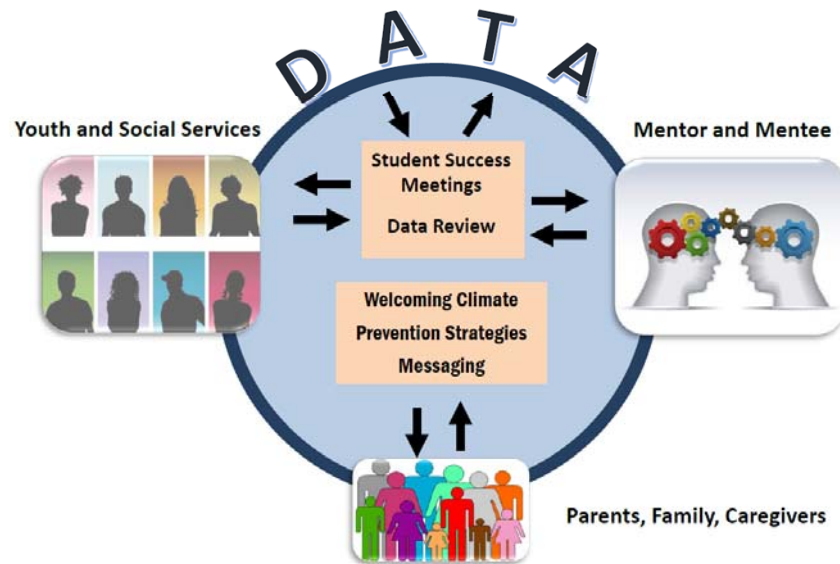 DATA
Youth and Social Services
Mentor and Mentee
Student Success
Meetings
Data Review
Welcoming Climate
Prevention Strategies
Messaging
Parents, Family, Caregivers